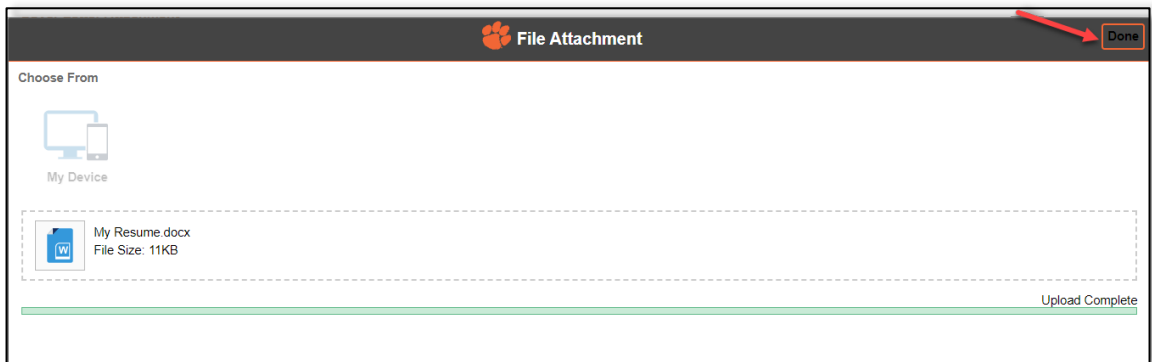 File Attachment
Done
Choose From
My Device
My Resume.docx
File Size: 11KB
Upload Complete